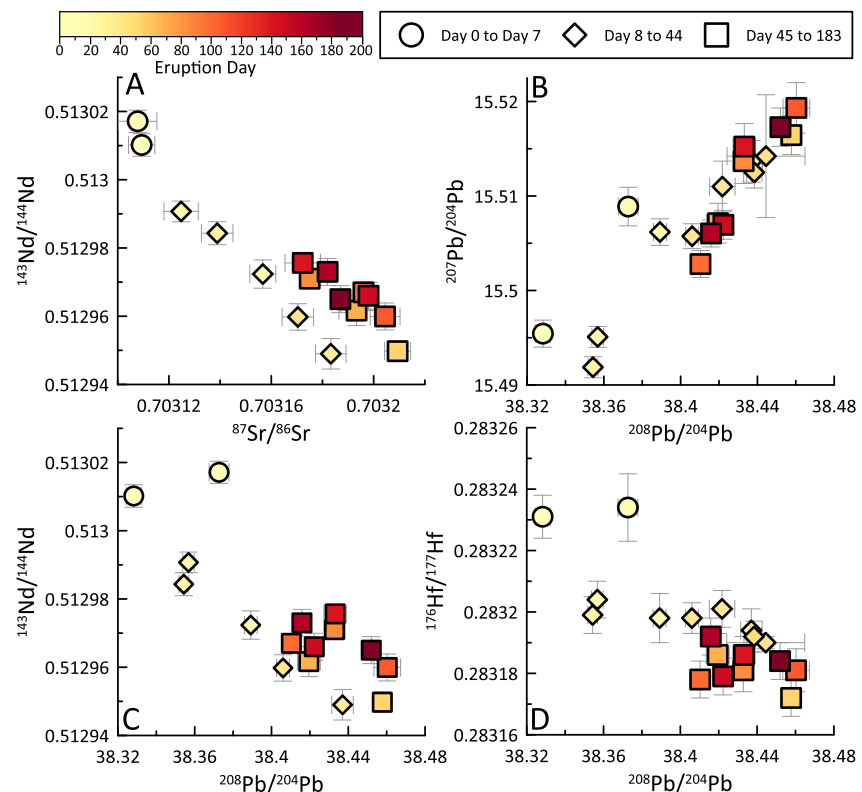 0 20 40 60 80 100 120 140 160 180 200
Eruption Day
Day 0 to Day 7
Day 8 to 44
Day 45 to 183
A
0.51302
0.513
0.51298
0.51296
0.51294
¹⁴³Nd/¹⁴⁴Nd
0.70312 0.70316 0.7032
⁸⁷Sr/⁸⁶Sr
B
15.52
15.51
15.5
15.49
²⁰⁷Pb/²⁰⁴Pb
38.32 38.36 38.4 38.44 38.48
²⁰⁸Pb/²⁰⁴Pb
C
0.51302
0.513
0.51298
0.51296
0.51294
¹⁴³Nd/¹⁴⁴Nd
38.32 38.36 38.4 38.44 38.48
²⁰⁸Pb/²⁰⁴Pb
D
0.28326
0.28324
0.28322
0.2832
0.28318
0.28316
¹⁷⁶Hf/¹⁷⁷Hf
38.32 38.36 38.4 38.44 38.48
²⁰⁸Pb/²⁰⁴Pb